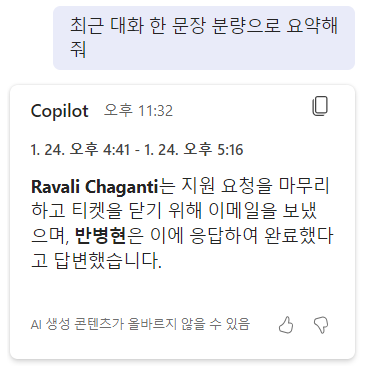 최근 대화 한 문장 분량으로 요약해
줘
Copilot 오후 11:32
1. 24. 오후 4:41 - 1. 24. 오후 5:16
Ravali Chaganti는 지원 요청을 마무리
하고 티켓을 닫기 위해 이메일을 보냈
으며, 반병현은 이에 응답하여 완료했다
고 답변했습니다.
AI 생성 콘텐츠가 올바르지 않을 수 있음